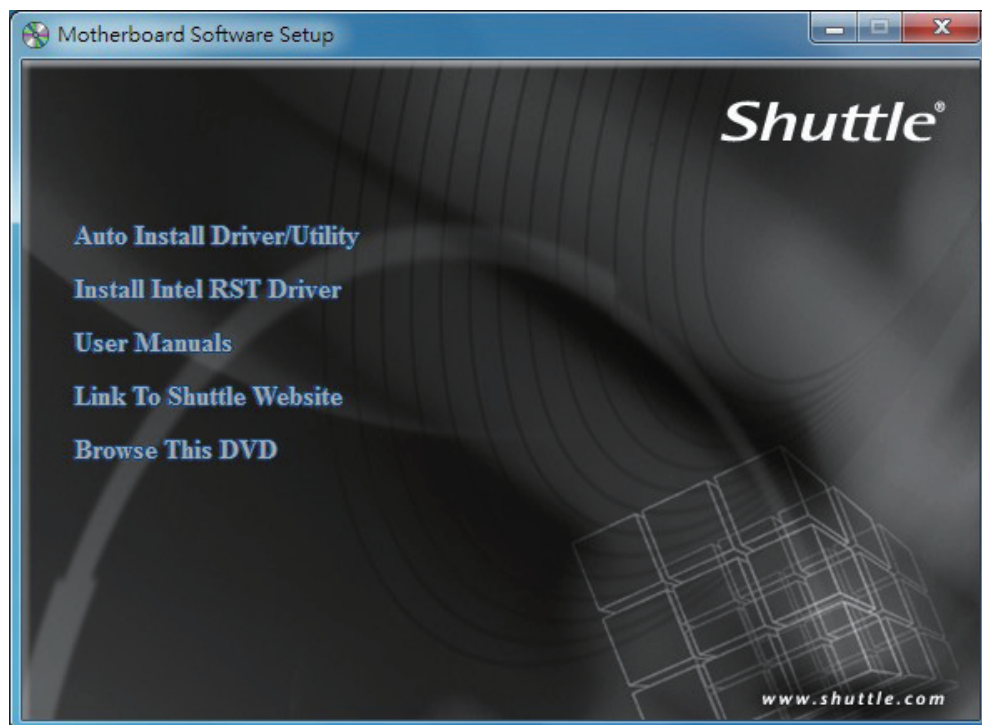 Motherboard Software Setup
Shuttle®
Auto Install Driver/Utility
Install Intel RST Driver
User Manuals
Link To Shuttle Website
Browse This DVD
www.shuttle.com